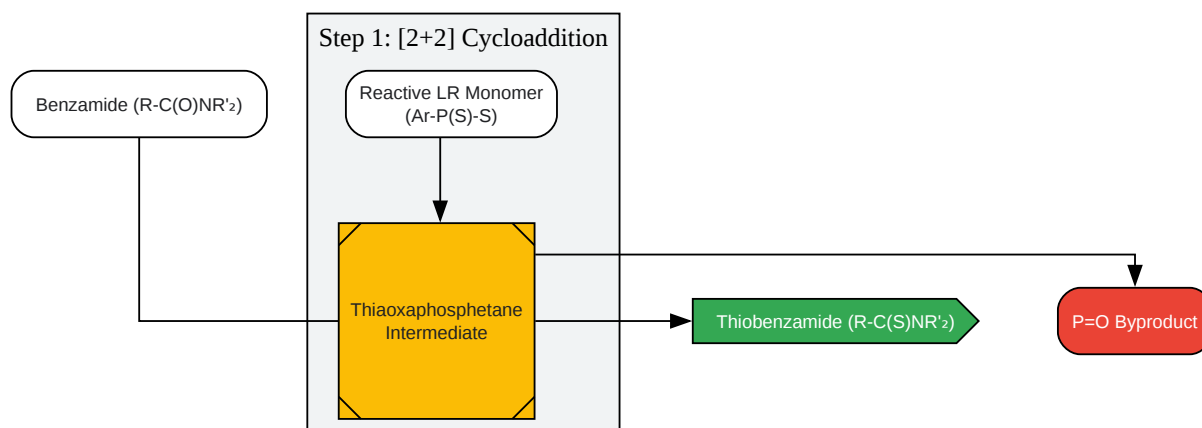 Step 1: [2+2] Cycloaddition
Benzamide (R-C(O)NR'₂)
Reactive LR Monomer
(Ar-P(S)-S)
Thiaoxaphosphetane
Intermediate
Thiobenzamide (R-C(S)NR'₂)
P=O Byproduct